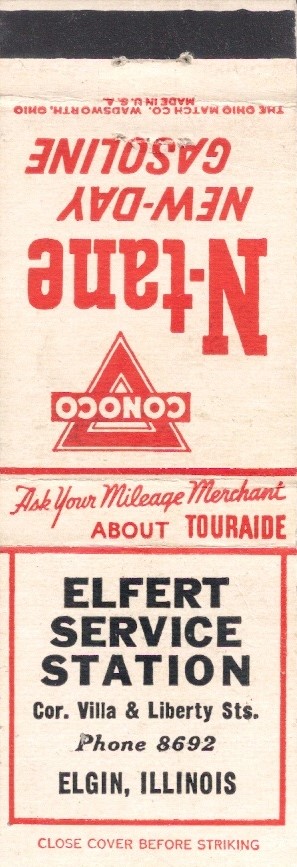 THE OHIO MATCH CO. WADSWORTH, OHIO
MADE IN U.S.A.
N-tane
NEW-DAY
GASOLINE
CONOCO
Ask Your Mileage Merchant
ABOUT TOURAIDE
ELFERT
SERVICE
STATION
Cor. Villa & Liberty Sts.
Phone 8692
ELGIN, ILLINOIS
CLOSE COVER BEFORE STRIKING